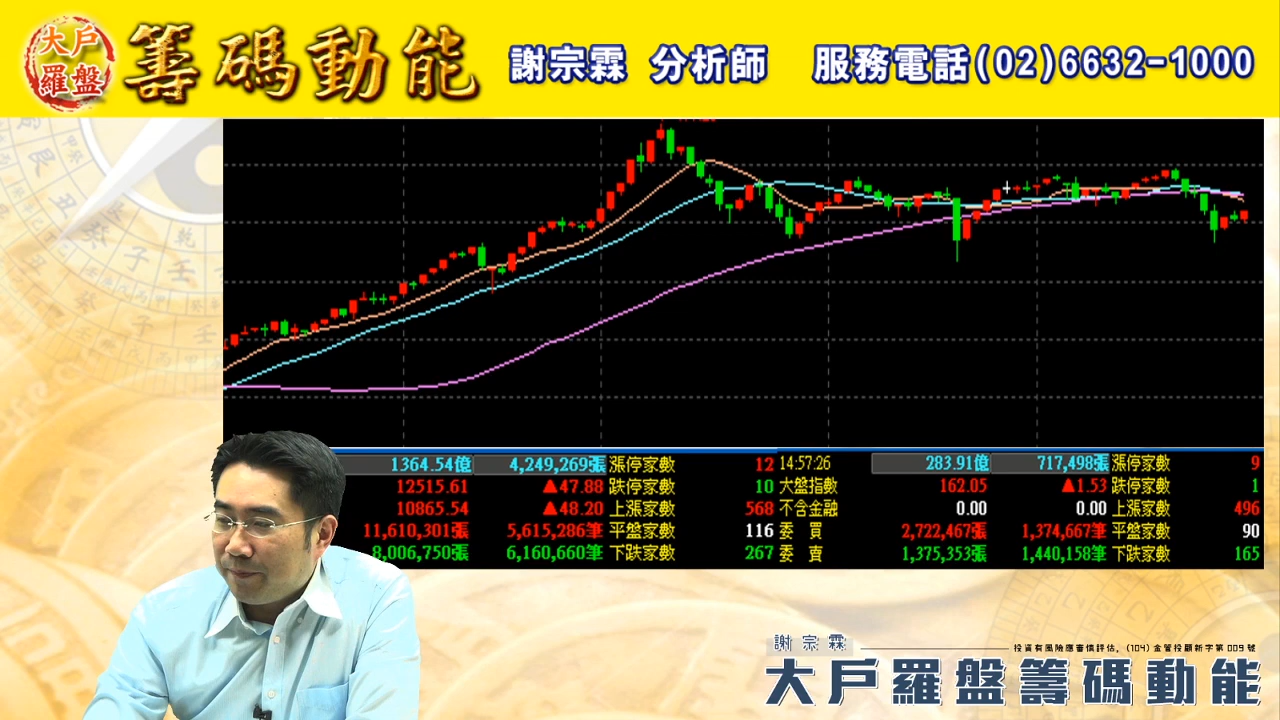 大戶
羅盤
籌碼動能
謝宗霖 分析師 服務電話(02)6632-1000
1364.54億 4,249,269張 漲停家數 12 14:57:26 283.91億 717,498張 漲停家數 9
12515.61 ▲47.88 跌停家數 10 大盤指數 162.05 ▲1.53 跌停家數 1
10865.54 ▲48.20 上漲家數 568 不含金融 0.00 0.00 上漲家數 496
11,610,301張 5,615,286筆 平盤家數 116 委 買 2,722,467張 1,374,667筆 平盤家數 90
8,006,750張 6,160,660筆 下跌家數 267 委 賣 1,375,353張 1,440,158筆 下跌家數 165
謝宗霖
投資有風險應審慎評估。(104)金管投顧新字第009號
大戶羅盤籌碼動能